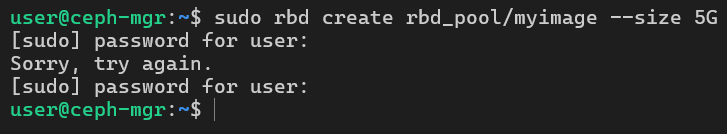 user@ceph-mgr:~$ sudo rbd create rbd_pool/myimage --size 5G
[sudo] password for user:
Sorry, try again.
[sudo] password for user:
user@ceph-mgr:~$